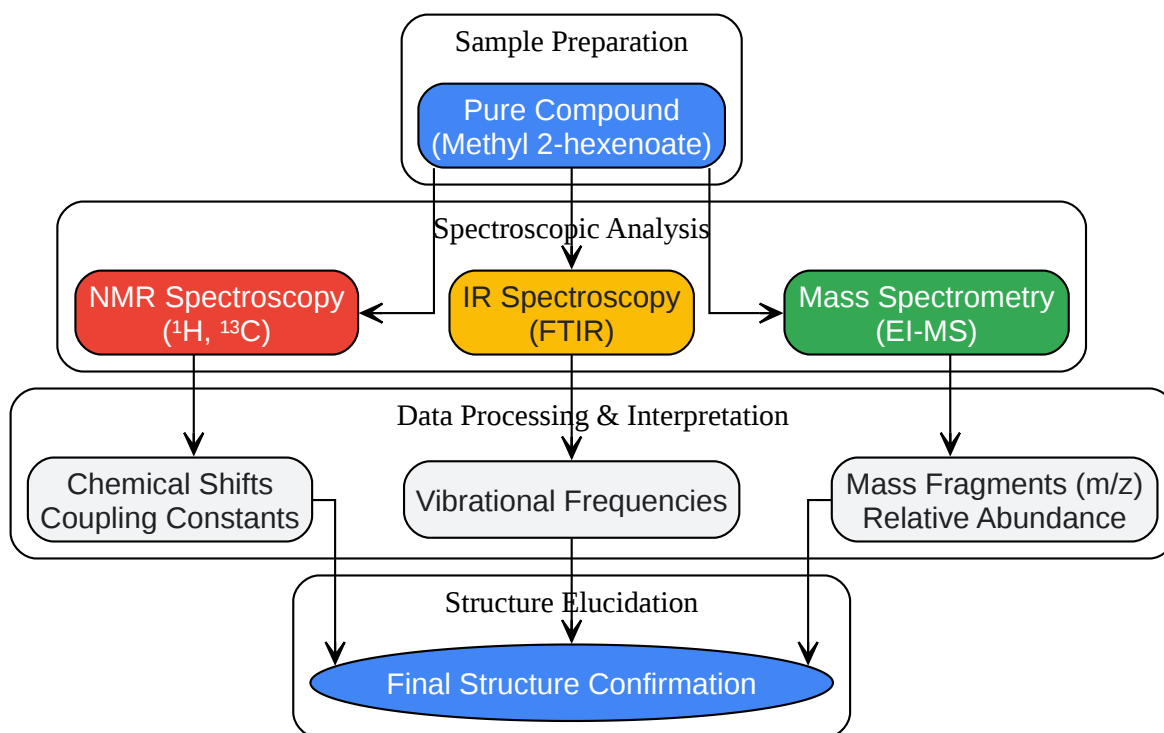 Sample Preparation
Pure Compound
(Methyl 2-hexenoate)
Spectroscopic Analysis
NMR Spectroscopy
(¹H, ¹³C)
IR Spectroscopy
(FTIR)
Mass Spectrometry
(EI-MS)
Data Processing & Interpretation
Chemical Shifts
Coupling Constants
Vibrational Frequencies
Mass Fragments (m/z)
Relative Abundance
Structure Elucidation
Final Structure Confirmation